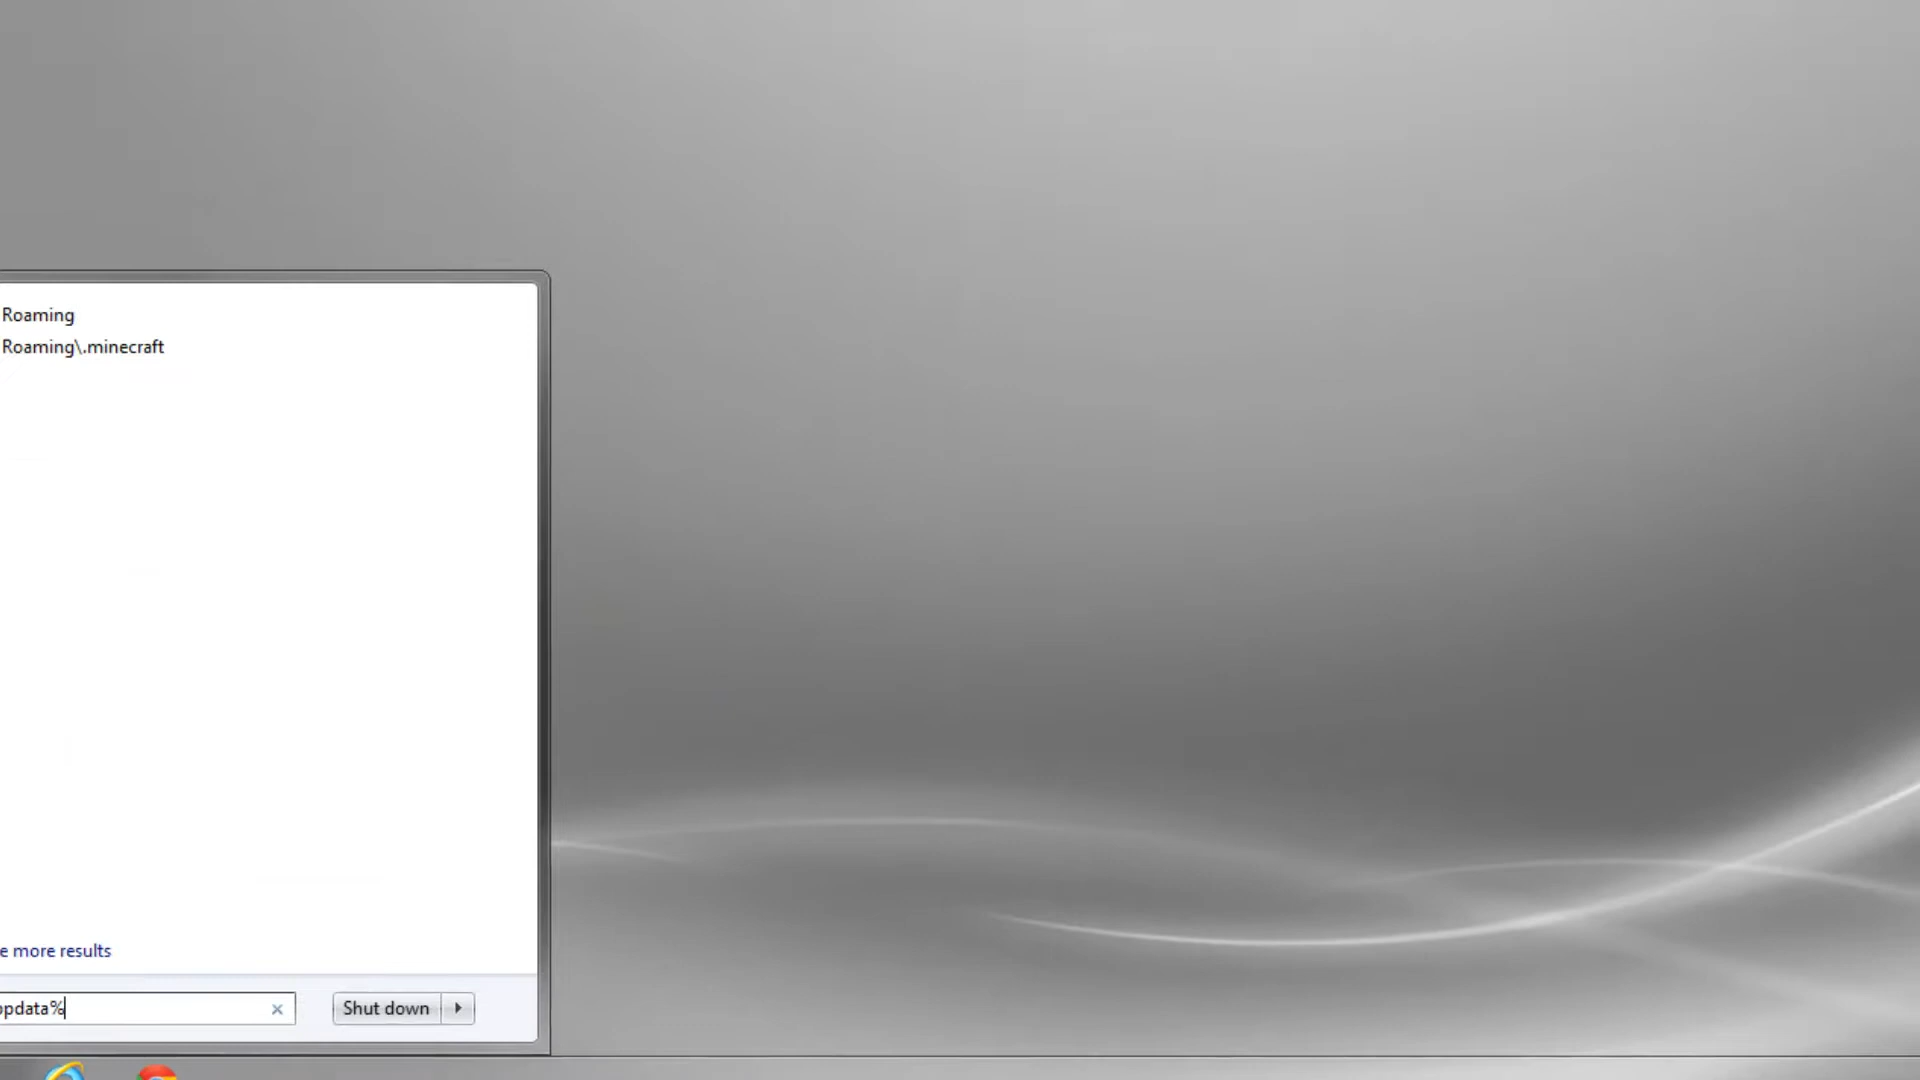 Roaming
Roaming\.minecraft
e more results
pdata%
Shut down